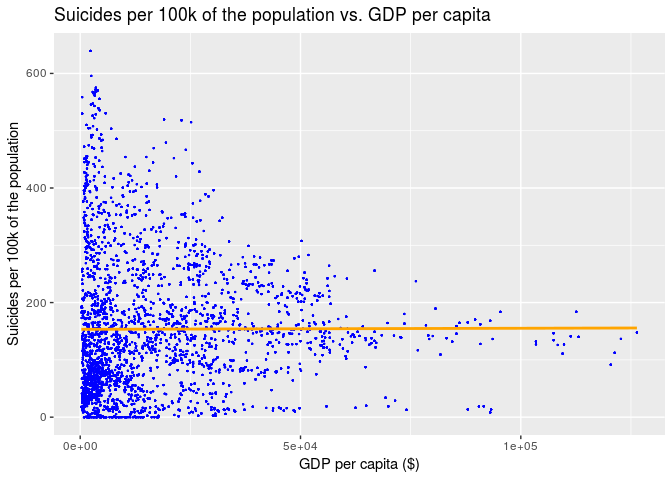 Suicides per 100k of the population vs. GDP per capita
Suicides per 100k of the population
600
400
200
0
0e+00
5e+04
1e+05
GDP per capita ($)